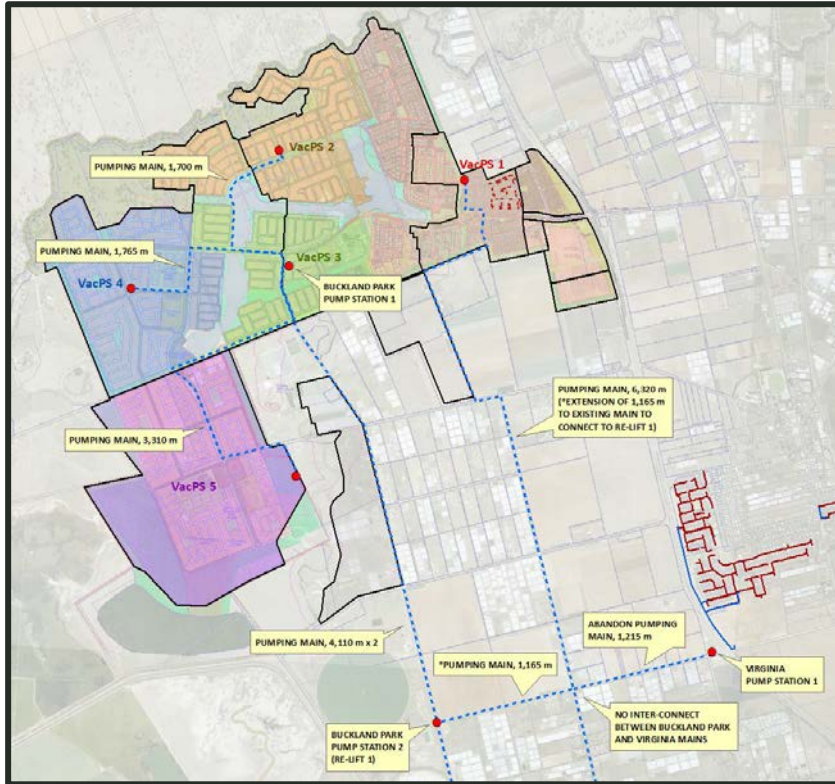 VacPS 2
VacPS 1
PUMPING MAIN, 1,700 m
PUMPING MAIN, 1,765 m
VacPS 3
VacPS 4
BUCKLAND PARK
PUMP STATION 1
PUMPING MAIN, 6,320 m
(*EXTENSION OF 1,165 m
TO EXISTING MAIN TO
CONNECT TO RE-LIFT 1)
PUMPING MAIN, 3,310 m
VacPS 5
PUMPING MAIN, 4,110 m x 2
ABANDON PUMPING
MAIN, 1,215 m
*PUMPING MAIN, 1,165 m
VIRGINIA
PUMP STATION 1
BUCKLAND PARK
PUMP STATION 2
(RE-LIFT 1)
NO INTER-CONNECT
BETWEEN BUCKLAND PARK
AND VIRGINIA MAINS